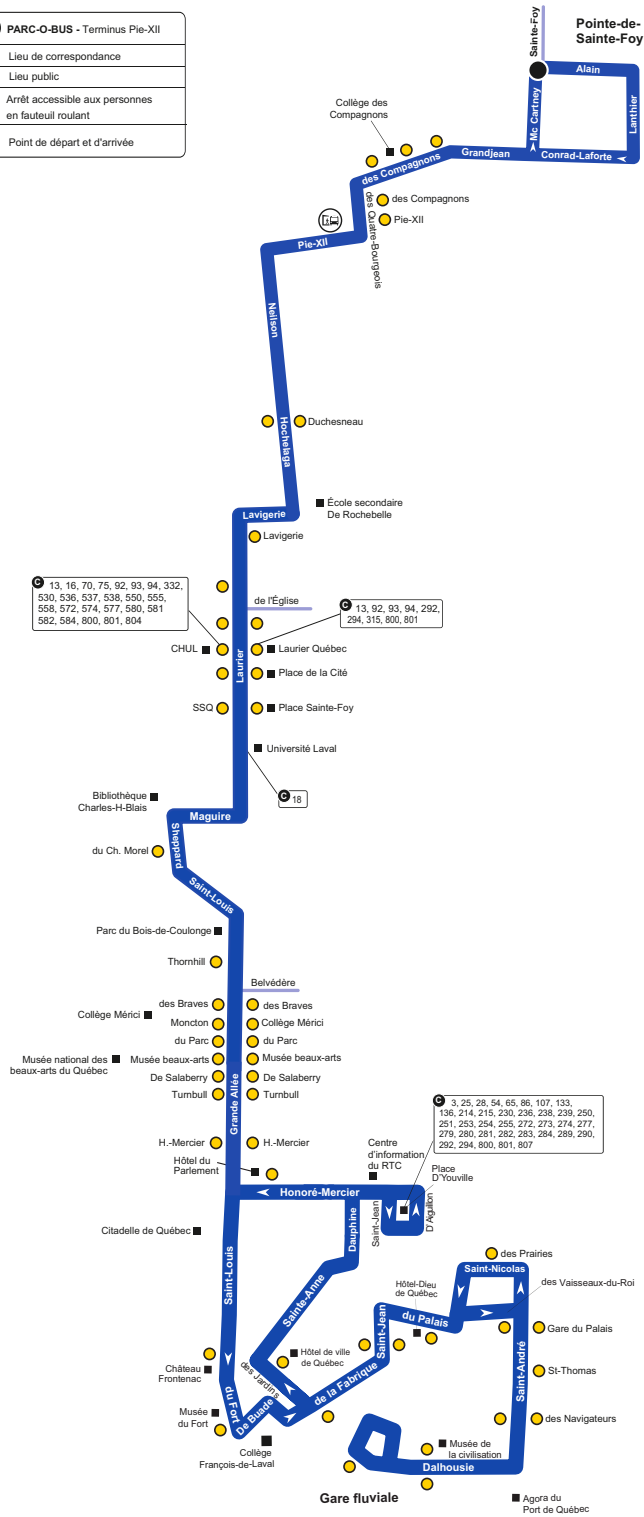 PARC-O-BUS - Terminus Pie-XII
Lieu de correspondance
Lieu public
Arrêt accessible aux personnes
en fauteuil roulant
Point de départ et d'arrivée
Pointe-de-
Sainte-Foy
Sainte-Foy
Alain
Lanthier
Mc Cartney
Conrad-Laforte
Grandjean
Collège des
Compagnons
des Compagnons
des Compagnons
Pie-XII
des Quatre-Bourgeois
Pie-XII
Neilson
Duchesneau
Hochelaga
École secondaire
De Rochebelle
Lavigerie
Lavigerie
C 13, 16, 70, 75, 92, 93, 94, 332,
530, 536, 537, 538, 550, 555,
558, 572, 574, 577, 580, 581
582, 584, 800, 801, 804
de l'Église
C 13, 92, 93, 94, 292,
294, 315, 800, 801
CHUL
Laurier Québec
Laurier
Place de la Cité
SSQ
Place Sainte-Foy
Université Laval
C 18
Bibliothèque
Charles-H-Blais
Maguire
Sheppard
du Ch. Morel
Saint-Louis
Parc du Bois-de-Coulonge
Thornhill
Belvédère
des Braves
des Braves
Collège Mérici
Moncton
Collège Mérici
du Parc
du Parc
Musée national des
beaux-arts du Québec
Musée beaux-arts
Musée beaux-arts
De Salaberry
De Salaberry
Turnbull
Turnbull
Grande Allée
C 3, 25, 28, 54, 65, 86, 107, 133,
136, 214, 215, 230, 236, 238, 239, 250,
251, 253, 254, 255, 272, 273, 274, 277,
279, 280, 281, 282, 283, 284, 289, 290,
292, 294, 800, 801, 807
H.-Mercier
H.-Mercier
Hôtel du
Parlement
Centre
d'information
du RTC
Place
D'Youville
Honoré-Mercier
Saint-Jean
D'Aiguillon
Dauphine
Citadelle de Québec
Saint-Louis
Sainte-Anne
des Prairies
Saint-Nicolas
des Vaisseaux-du-Roi
Hôtel-Dieu
de Québec
du Palais
Saint-Jean
Gare du Palais
Hôtel de ville
de Québec
des Jardins
Château
Frontenac
de la Fabrique
St-Thomas
Saint-André
du Fort
Musée
du Fort
De Buade
des Navigateurs
Collège
François-de-Laval
Musée de
la civilisation
Dalhousie
Gare fluviale
Agora du
Port de Québec